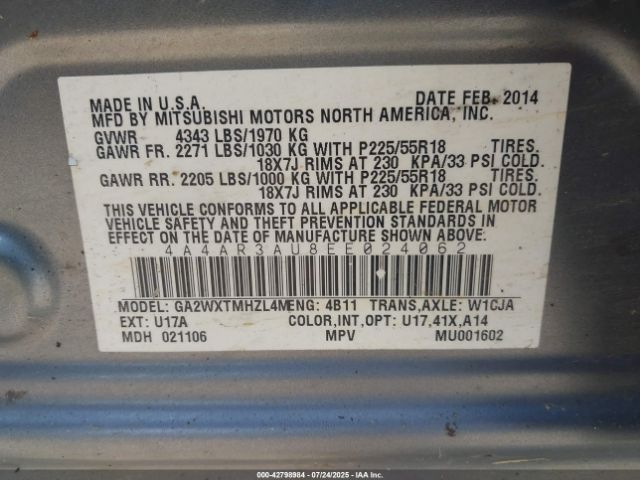 MADE IN U.S.A. DATE FEB. 2014
MFD BY MITSUBISHI MOTORS NORTH AMERICA, INC.
GVWR 4343 LBS/1970 KG
GAWR FR. 2271 LBS/1030 KG WITH P225/55R18 TIRES.
18X7J RIMS AT 230 KPA/33 PSI COLD.
GAWR RR. 2205 LBS/1000 KG WITH P225/55R18 TIRES.
18X7J RIMS AT 230 KPA/33 PSI COLD.
THIS VEHICLE CONFORMS TO ALL APPLICABLE FEDERAL MOTOR
VEHICLE SAFETY AND THEFT PREVENTION STANDARDS IN
EFFECT ON THE DATE OF MANUFACTURE SHOWN ABOVE.
4A4AR3AU8EE024062
MODEL: GA2WXTMHZL4M ENG: 4B11 TRANS,AXLE: W1CJA
EXT: U17A COLOR,INT,OPT: U17,41X,A14
MDH 021106 MPV MU001602
000-42798984 - 07/24/2025 - IAAI.com